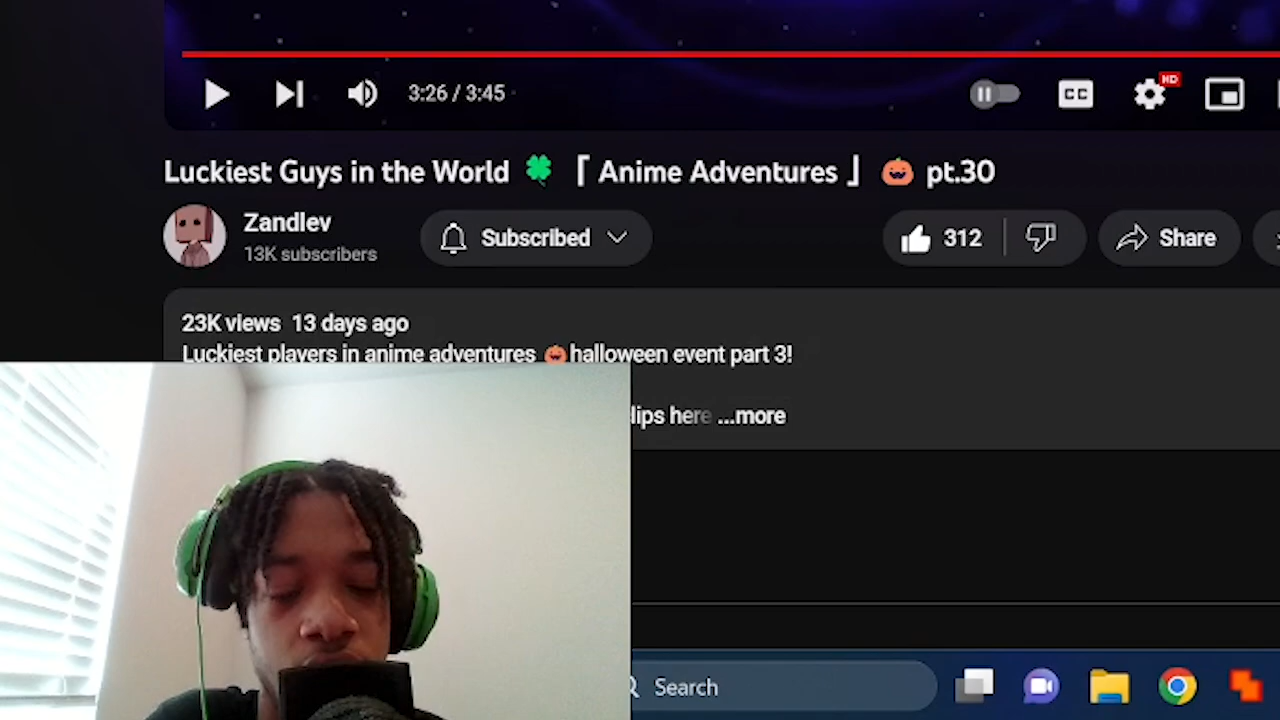 3:26 / 3:45
CC
HD
Luckiest Guys in the World 🍀 「 Anime Adventures 」 🎃 pt.30
Zandlev
13K subscribers
Subscribed
312
Share
23K views 13 days ago
Luckiest players in anime adventures 🎃halloween event part 3!
here ...more
Search